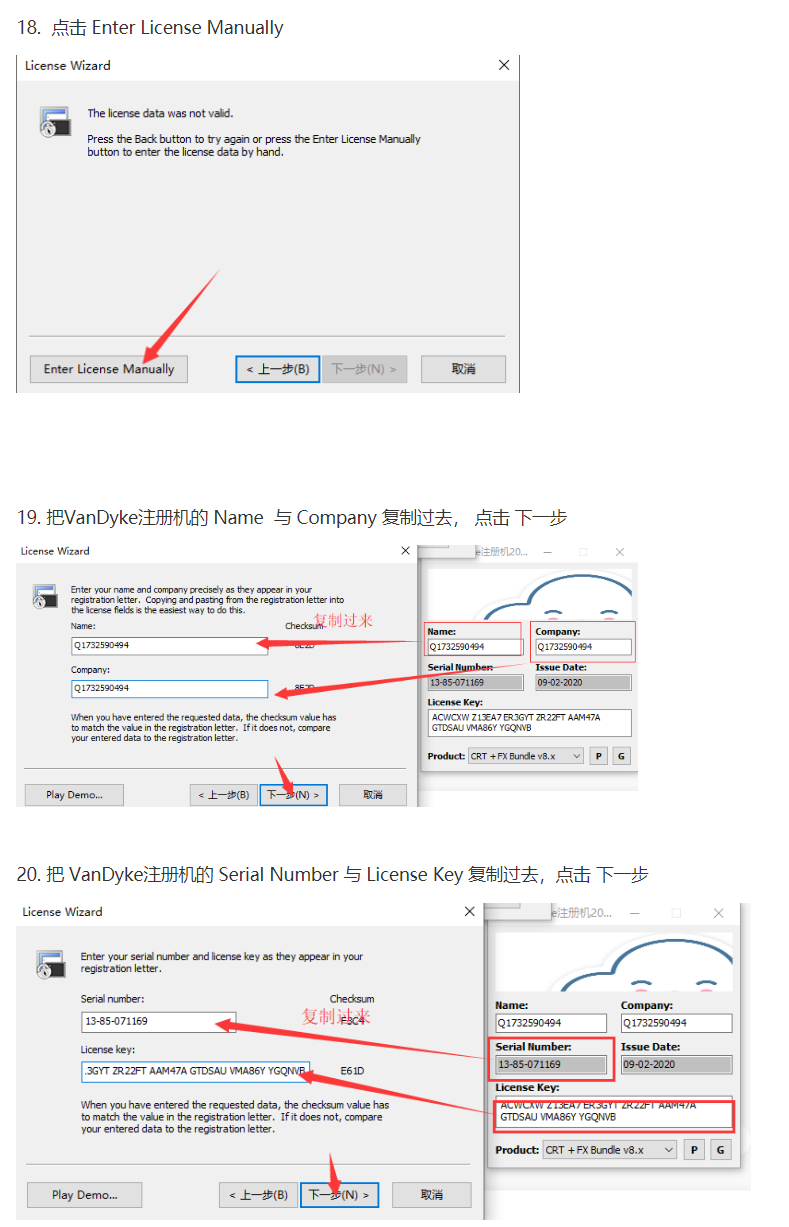 18. 点击 Enter License Manually
License Wizard
The license data was not valid.
Press the Back button to try again or press the Enter License Manually
button to enter the license data by hand.
Enter License Manually
< 上一步(B)
下一步(N) >
取消
19. 把VanDyke注册机的 Name 与 Company 复制过去， 点击 下一步
License Wizard
Enter your name and company precisely as they appear in your
registration letter. Copying and pasting from the registration letter into
the license fields is the easiest way to do this.
Name:
Checksum
复制过来
Q1732590494
Company:
Q1732590494
When you have entered the requested data, the checksum value has
to match the value in the registration letter. If it does not, compare
your entered data to the registration letter.
Play Demo...
< 上一步(B)
下一步(N) >
取消
e注册机20...
Name:
Company:
Q1732590494
Q1732590494
Serial Number:
Issue Date:
13-85-071169
09-02-2020
License Key:
ACWCXW Z13EA7 ER3GYT ZR22FT AAM47A
GTDSAU VMA86Y YGQNVB
Product:
CRT + FX Bundle v8.x
P
G
20. 把 VanDyke注册机的 Serial Number 与 License Key 复制过去，点击 下一步
License Wizard
Enter your serial number and license key as they appear in your
registration letter.
Serial number:
Checksum
复制过来
13-85-071169
License key:
.3GYT ZR22FT AAM47A GTDSAU VMA86Y YGQNVB
E61D
When you have entered the requested data, the checksum value has
to match the value in the registration letter. If it does not, compare
your entered data to the registration letter.
Play Demo...
< 上一步(B)
下一步(N) >
取消
e注册机20...
Name:
Company:
Q1732590494
Q1732590494
Serial Number:
Issue Date:
13-85-071169
09-02-2020
License Key:
ACWCXW Z13EA7 ER3GYT ZR22FT AAM47A
GTDSAU VMA86Y YGQNVB
Product:
CRT + FX Bundle v8.x
P
G